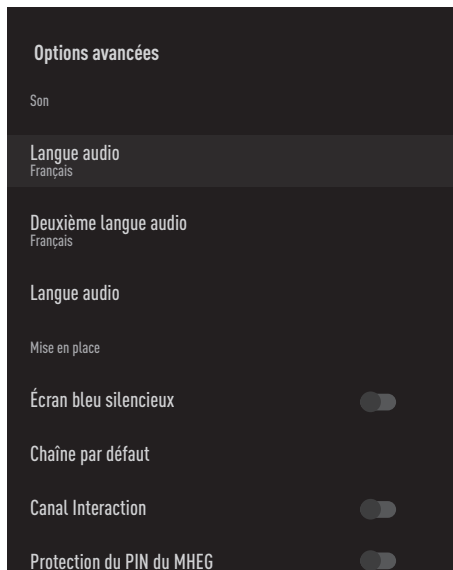 Options avancées
Son
Langue audio
Français
Deuxième langue audio
Français
Langue audio
Mise en place
Écran bleu silencieux
Chaîne par défaut
Canal Interaction
Protection du PIN du MHEG